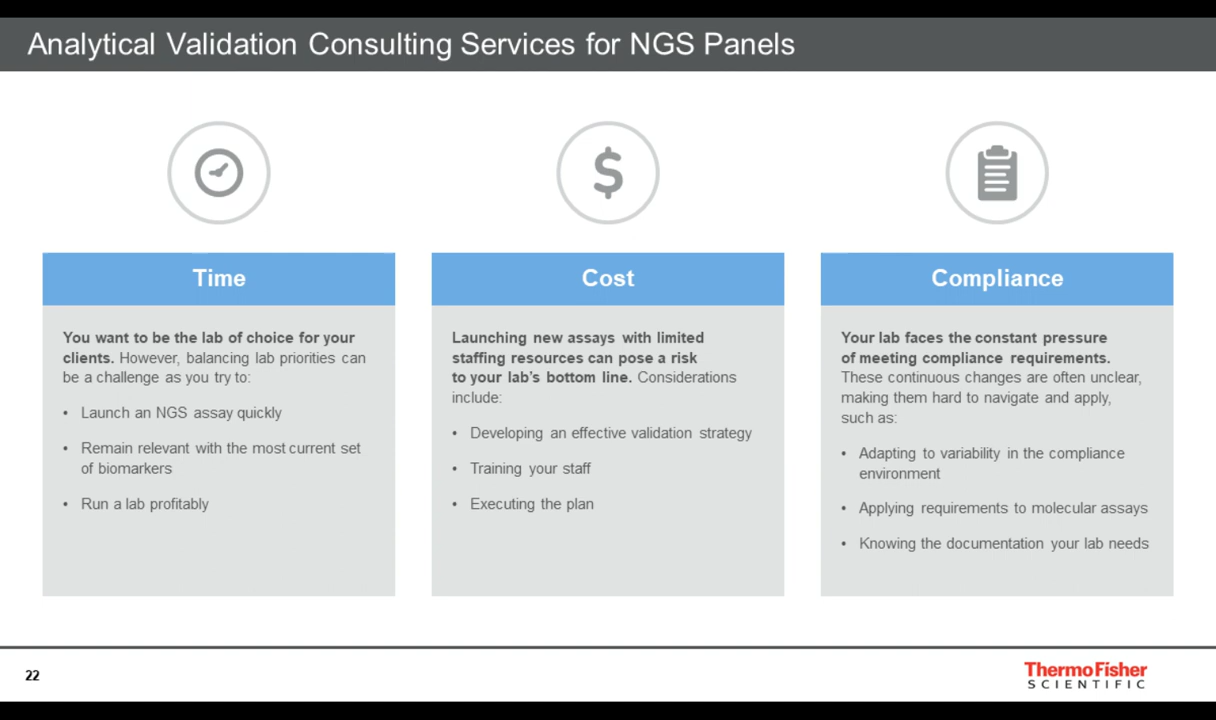 Analytical Validation Consulting Services for NGS Panels
Time
You want to be the lab of choice for your
clients. However, balancing lab priorities can
be a challenge as you try to:
• Launch an NGS assay quickly
• Remain relevant with the most current set
of biomarkers
• Run a lab profitably
Cost
Launching new assays with limited
staffing resources can pose a risk
to your lab's bottom line. Considerations
include:
• Developing an effective validation strategy
• Training your staff
• Executing the plan
Compliance
Your lab faces the constant pressure
of meeting compliance requirements.
These continuous changes are often unclear,
making them hard to navigate and apply,
such as:
• Adapting to variability in the compliance
environment
• Applying requirements to molecular assays
• Knowing the documentation your lab needs
22
ThermoFisher
SCIENTIFIC